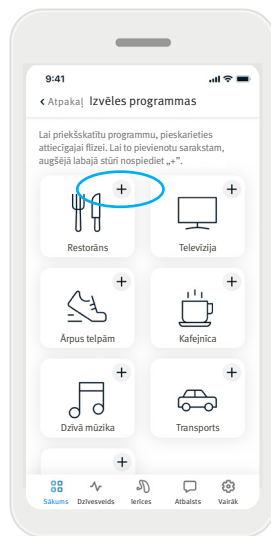 9:41
Atpakaļ Izvēles programmas
Lai priekšskatītu programmu, pieskarieties
attiecīgajai flīzei. Lai to pievienotu sarakstam,
augšējā labajā stūrī nospiediet „+”.
Restorāns
Televīzija
Ārpus telpām
Kafejnīca
Dzīvā mūzika
Transports
Sākums Dzīvesveids Ierīces Atbalsts Vairāk